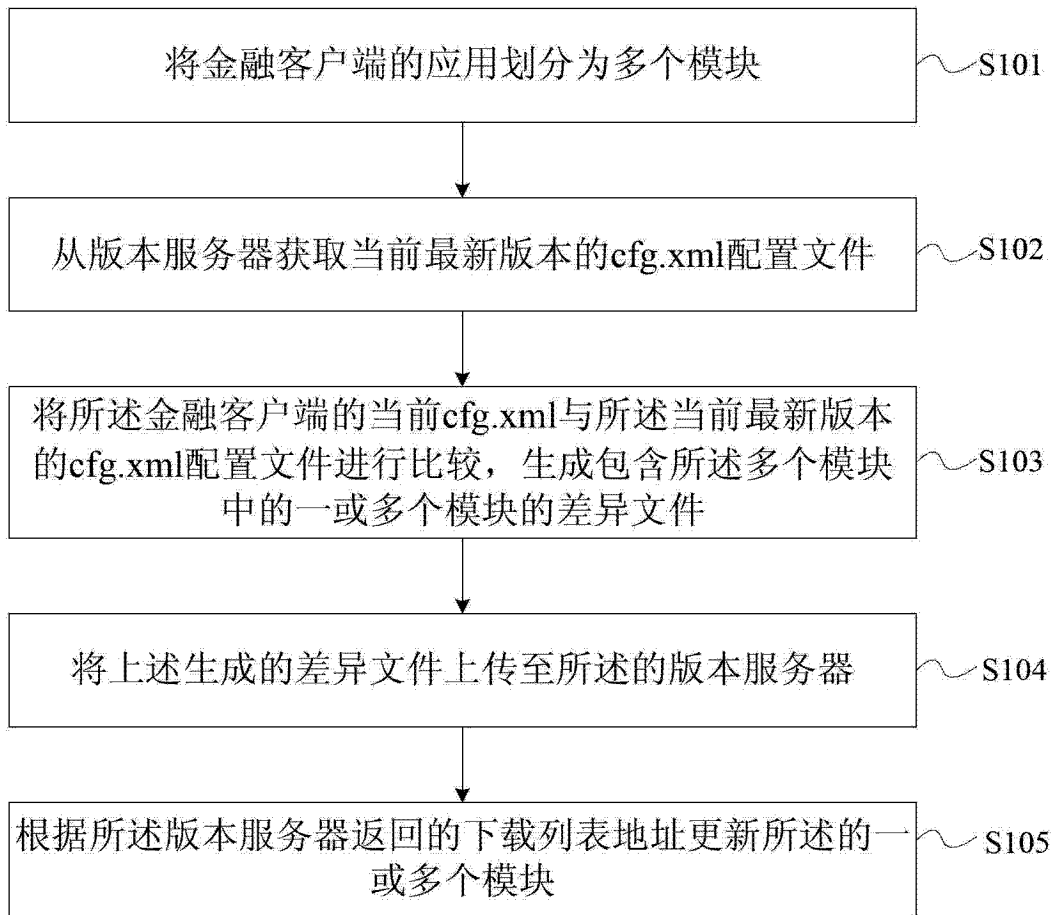 将金融客户端的应用划分为多个模块
S101
从版本服务器获取当前最新版本的cfg.xml配置文件
S102
将所述金融客户端的当前cfg.xml与所述当前最新版本
的cfg.xml配置文件进行比较，生成包含所述多个模块
中的一或多个模块的差异文件
S103
将上述生成的差异文件上传至所述的版本服务器
S104
根据所述版本服务器返回的下载列表地址更新所述的一
或多个模块
S105